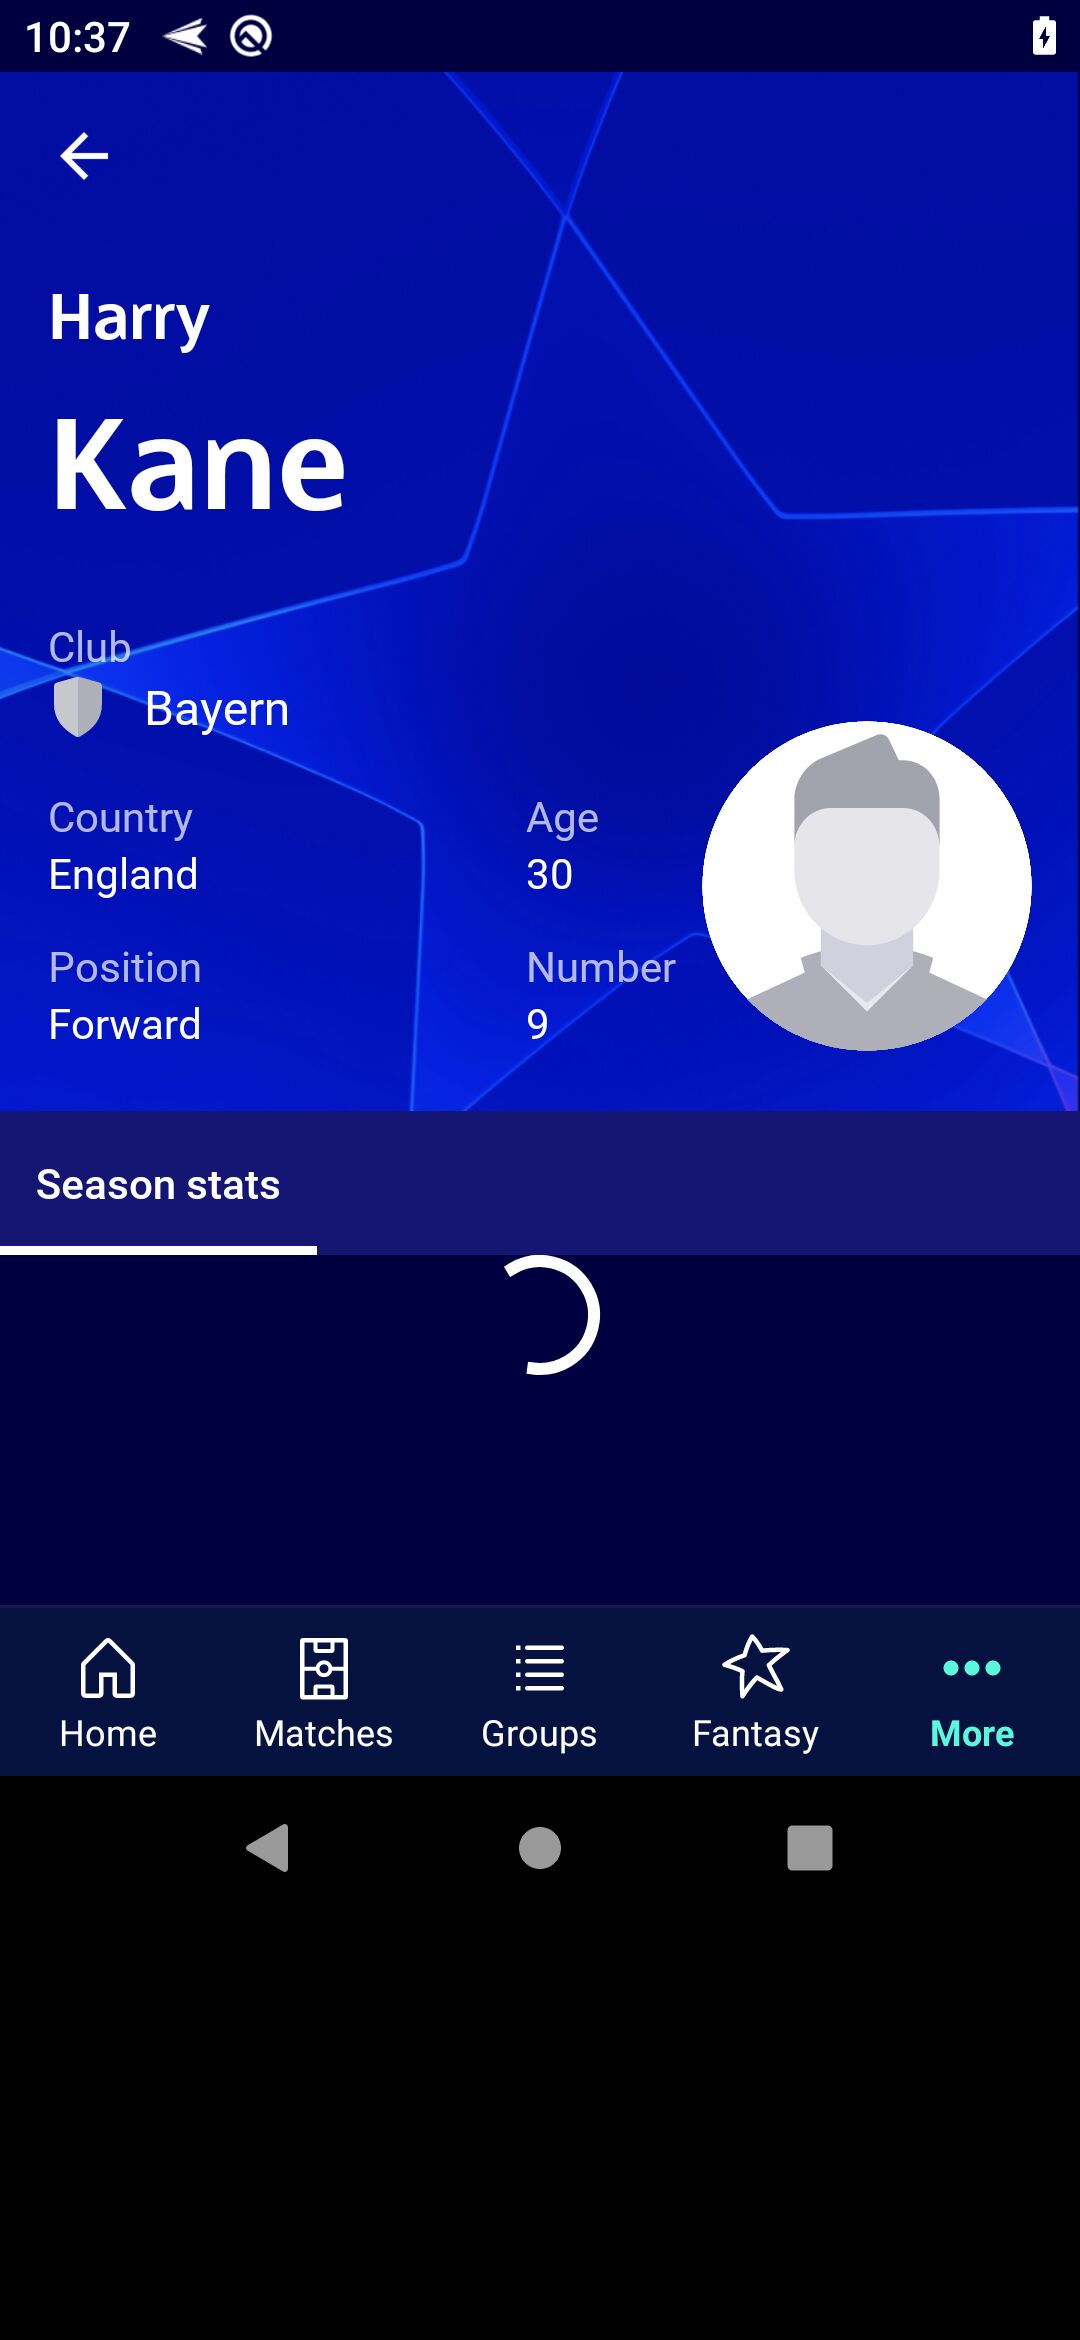 10:37
Harry
Kane
Club
Bayern
Country
England
Age
30
Position
Forward
Number
9
Season stats
Home
Matches
Groups
Fantasy
More